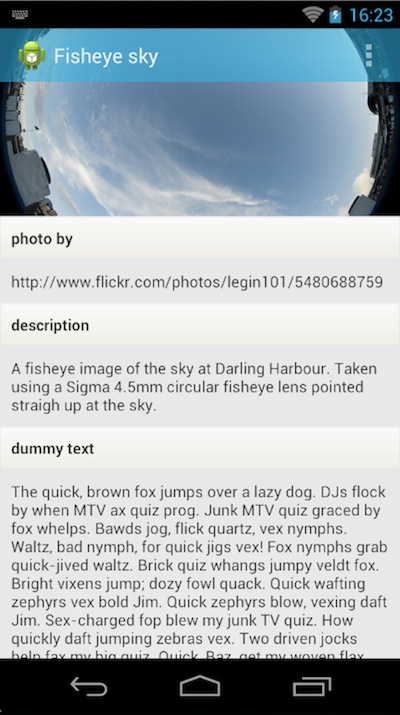 16:23
Fisheye sky
photo by
http://www.flickr.com/photos/legin101/5480688759
description
A fisheye image of the sky at Darling Harbour. Taken
using a Sigma 4.5mm circular fisheye lens pointed
straigh up at the sky.
dummy text
The quick, brown fox jumps over a lazy dog. DJs flock
by when MTV ax quiz prog. Junk MTV quiz graced by
fox whelps. Bawds jog, flick quartz, vex nymphs.
Waltz, bad nymph, for quick jigs vex! Fox nymphs grab
quick-jived waltz. Brick quiz whangs jumpy veldt fox.
Bright vixens jump; dozy fowl quack. Quick wafting
zephyrs vex bold Jim. Quick zephyrs blow, vexing daft
Jim. Sex-charged fop blew my junk TV quiz. How
quickly daft jumping zebras vex. Two driven jocks
help fax my big quiz. Quick, Baz, get my woven flax